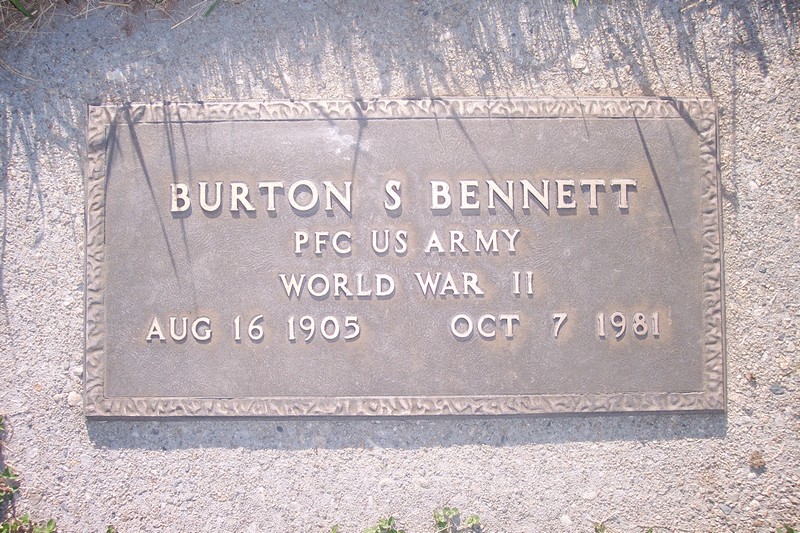 BURTON S BENNETT
PFC US ARMY
WORLD WAR II
AUG 16 1905 OCT 7 1981